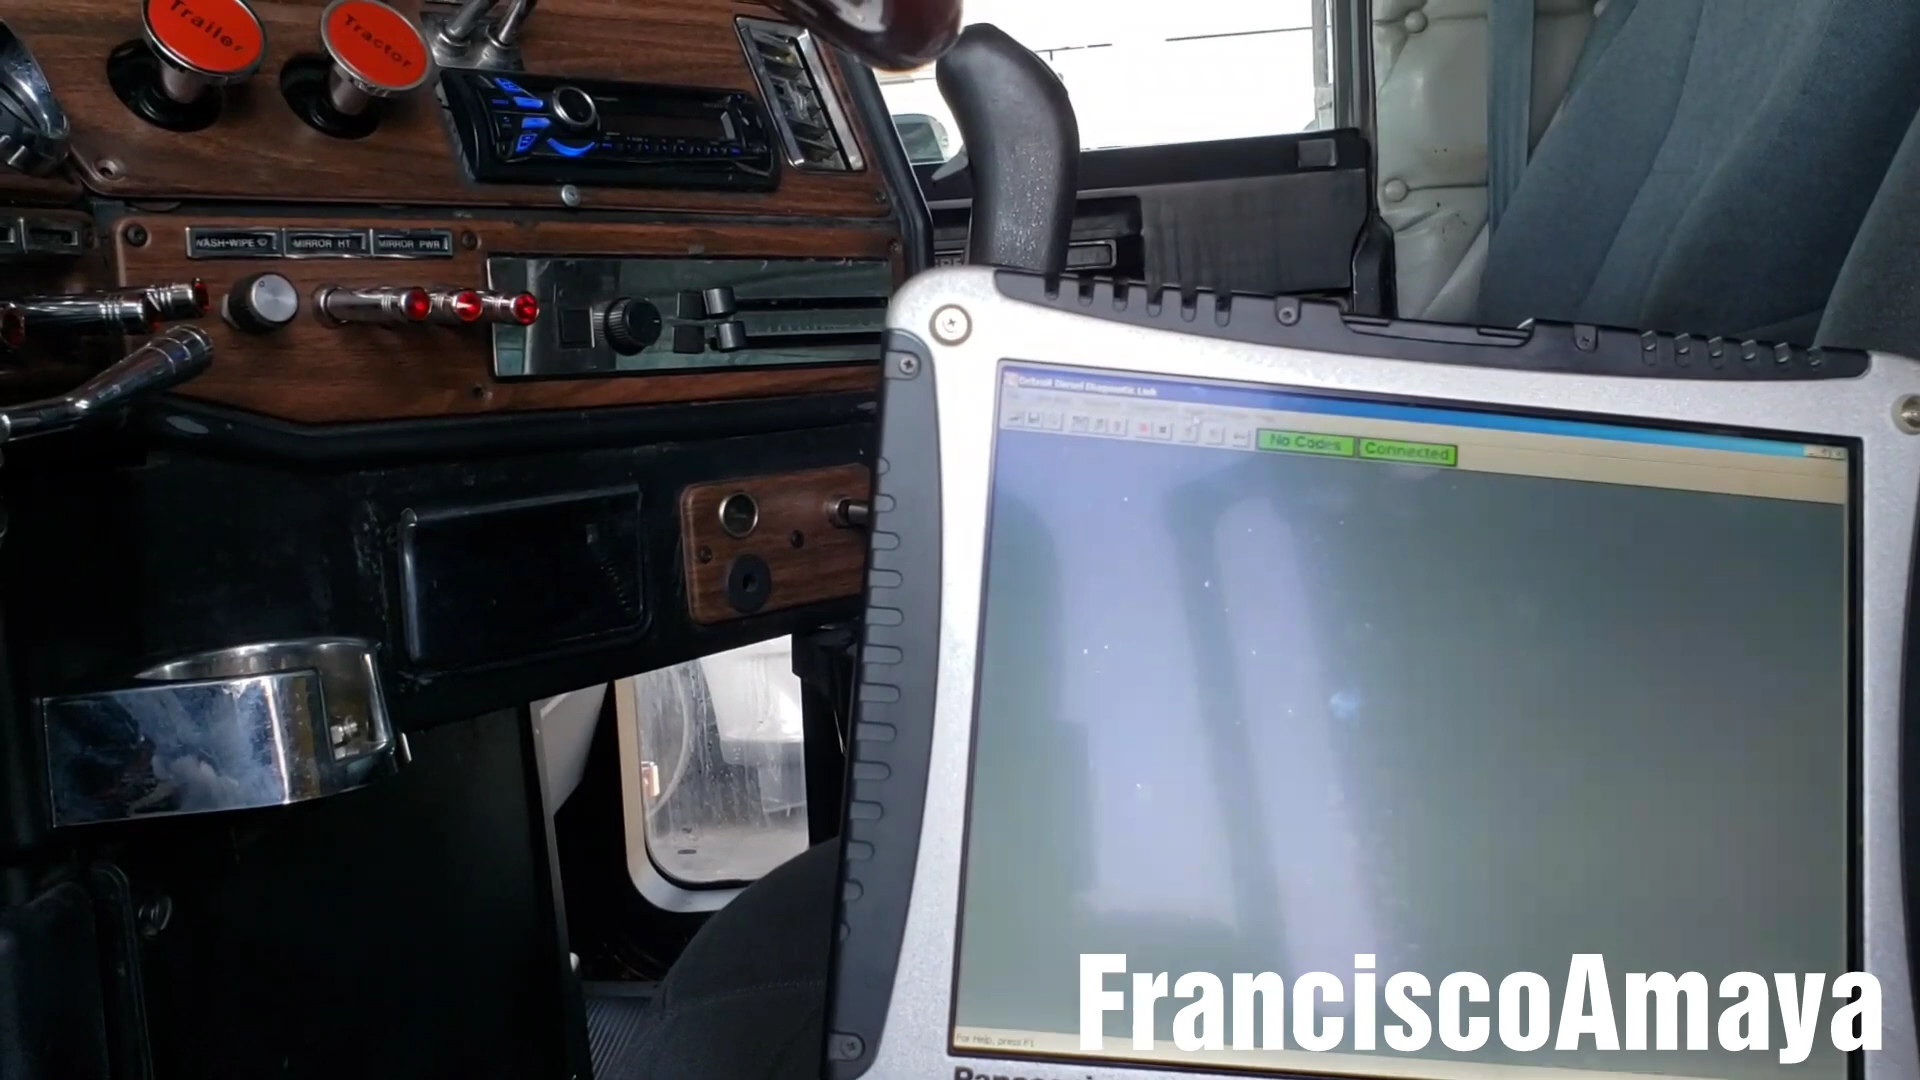 Trailer
Tractor
WASH-WIPE
MIRROR HT
MIRROR PWR
Detroit Diesel Diagnostic Link
No Codes
Connected
For Help, press F1
FranciscoAmaya